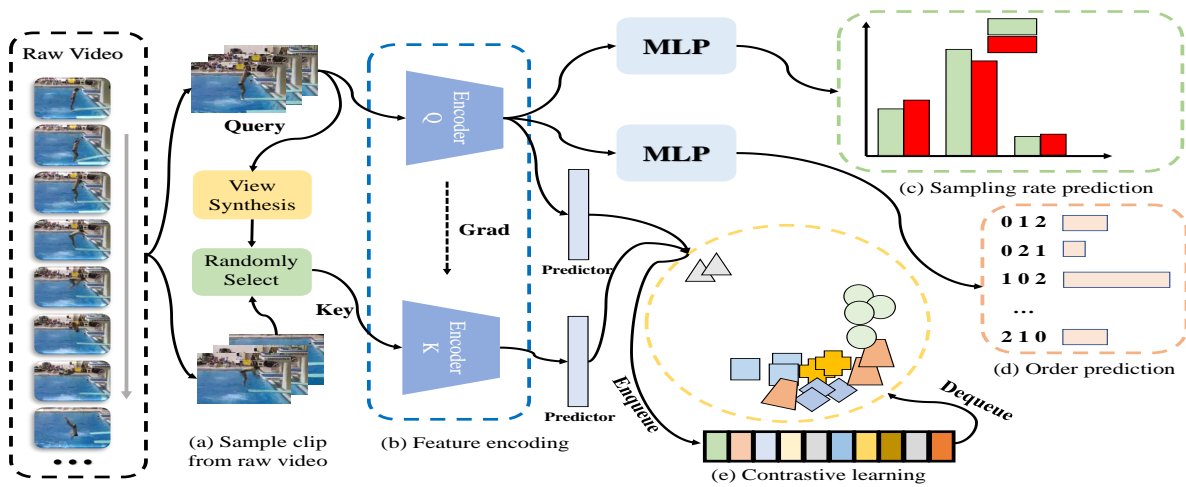 Raw Video
Query
View
Synthesis
Randomly
Select
Key
(a) Sample clip
from raw video
Encoder
Q
Grad
Encoder
K
(b) Feature encoding
MLP
MLP
Predictor
Predictor
(c) Sampling rate prediction
0 1 2
0 2 1
1 0 2
...
2 1 0
(d) Order prediction
Enqueue
Dequeue
(e) Contrastive learning